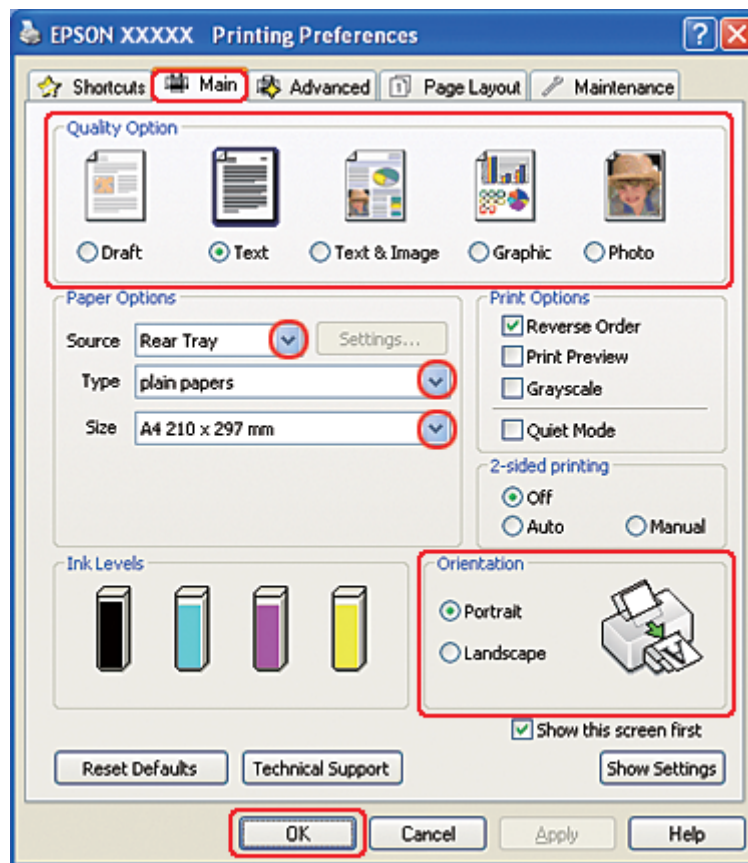 EPSON XXXXX Printing Preferences
Shortcuts Main Advanced Page Layout Maintenance
Quality Option
Draft Text Text & Image Graphic Photo
Paper Options
Source Rear Tray Settings...
Type plain papers
Size A4 210 x 297 mm
Print Options
Reverse Order
Print Preview
Grayscale
Quiet Mode
2-sided printing
Off
Auto Manual
Ink Levels
Orientation
Portrait
Landscape
Show this screen first
Reset Defaults Technical Support Show Settings
OK Cancel Apply Help